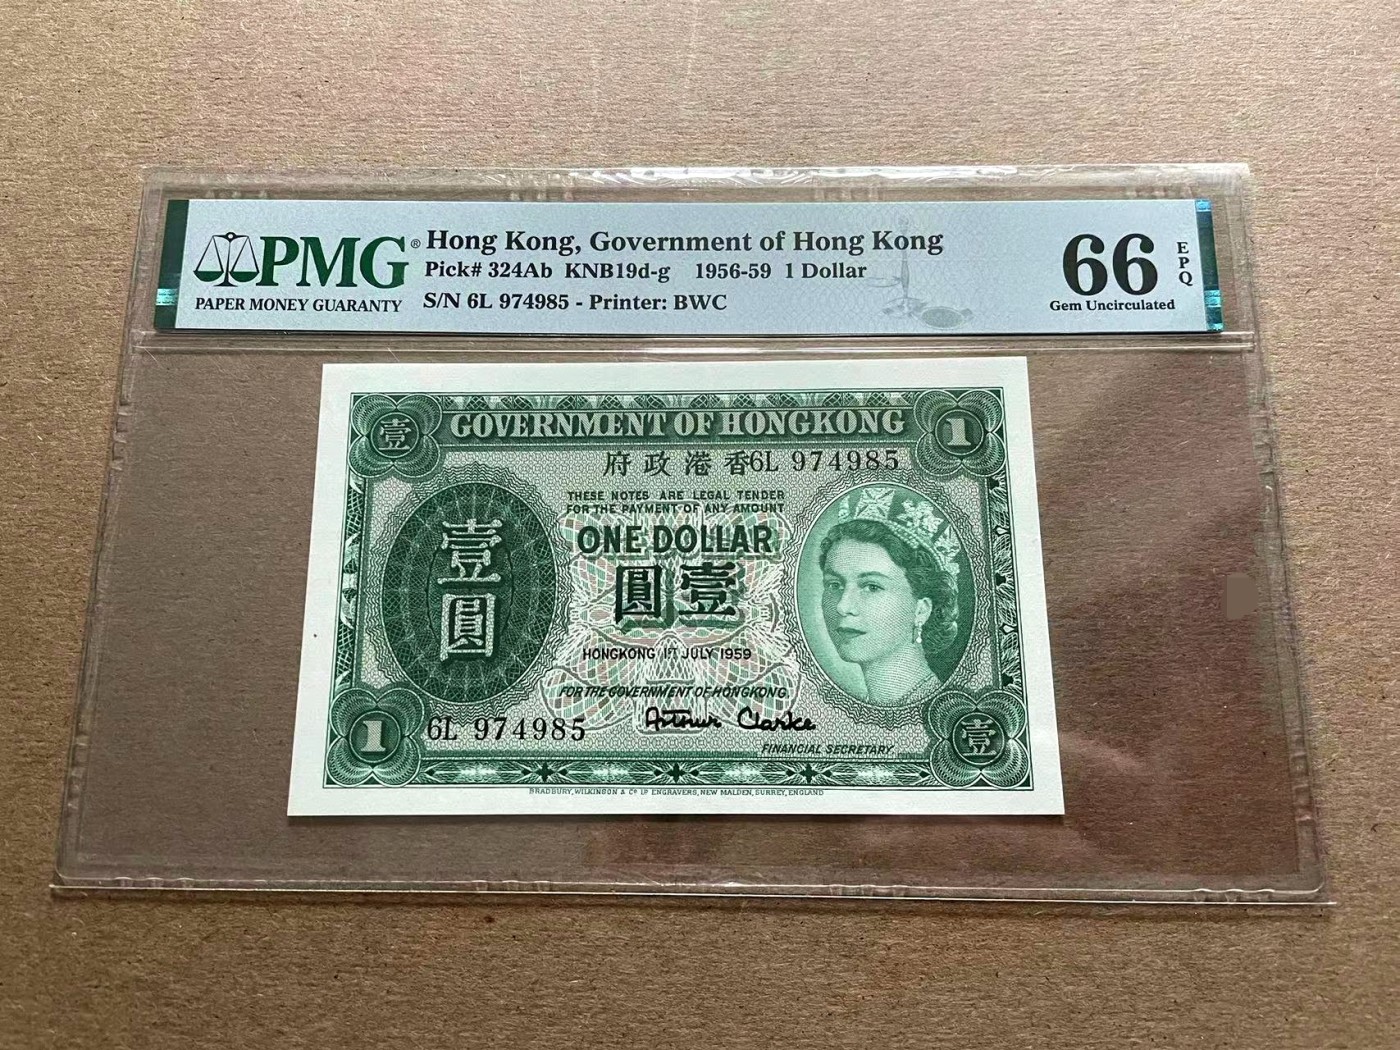 PMG®
PAPER MONEY GUARANTY
Hong Kong, Government of Hong Kong
Pick# 324Ab KNB19d-g 1956-59 1 Dollar
S/N 6L 974985 - Printer: BWC
66
EPQ
Gem Uncirculated
壹
GOVERNMENT OF HONGKONG
1
府政港香
6L 974985
THESE NOTES ARE LEGAL TENDER
FOR THE PAYMENT OF ANY AMOUNT
ONE DOLLAR
圓壹
壹圓
HONGKONG 1ST JULY 1959
FOR THE GOVERNMENT OF HONGKONG.
Arthur Clarke
FINANCIAL SECRETARY.
1
6L 974985
壹
BRADBURY, WILKINSON & Co. LD ENGRAVERS, NEW MALDEN, SURREY, ENGLAND